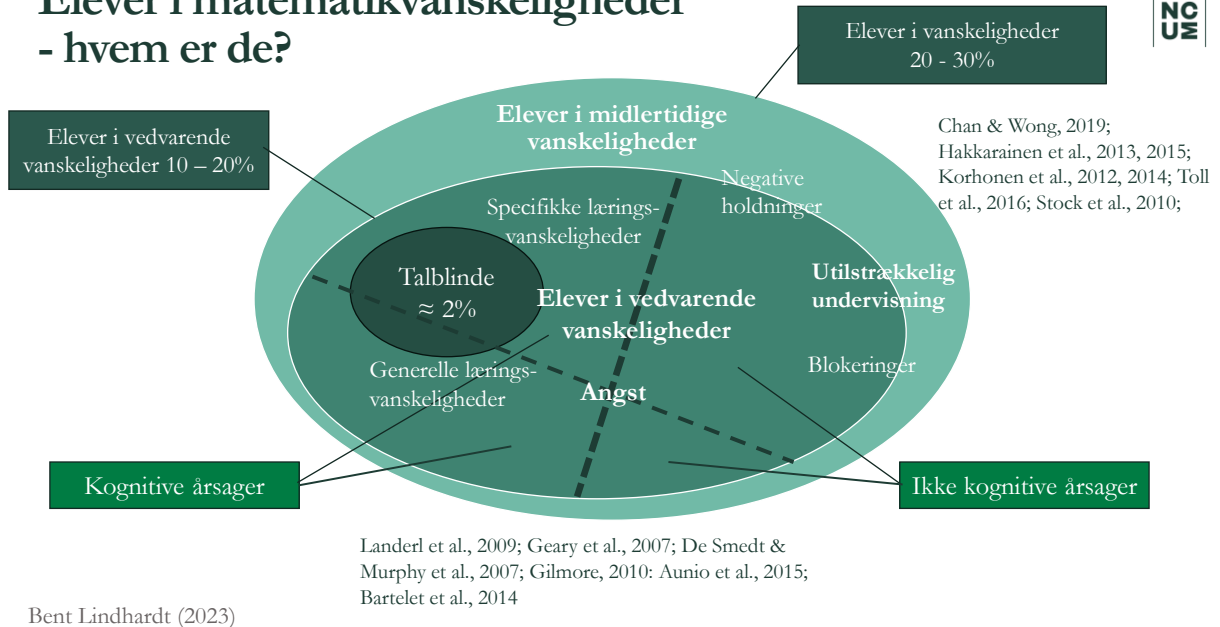 Elever i matematikvanskeligheder
- hvem er de?
NC
UM
Elever i vanskeligheder
20 - 30%
Elever i vedvarende
vanskeligheder 10 – 20%
Elever i midlertidige
vanskeligheder
Chan & Wong, 2019;
Hakkarainen et al., 2013, 2015;
Korhonen et al., 2012, 2014; Toll
et al., 2016; Stock et al., 2010;
Negative
holdninger
Specifikke lærings-
vanskeligheder
Talblinde
≈ 2%
Elever i vedvarende
vanskeligheder
Utilstrækkelig
undervisning
Generelle lærings-
vanskeligheder
Blokeringer
Angst
Kognitive årsager
Ikke kognitive årsager
Landerl et al., 2009; Geary et al., 2007; De Smedt &
Murphy et al., 2007; Gilmore, 2010: Aunio et al., 2015;
Bartelet et al., 2014
Bent Lindhardt (2023)